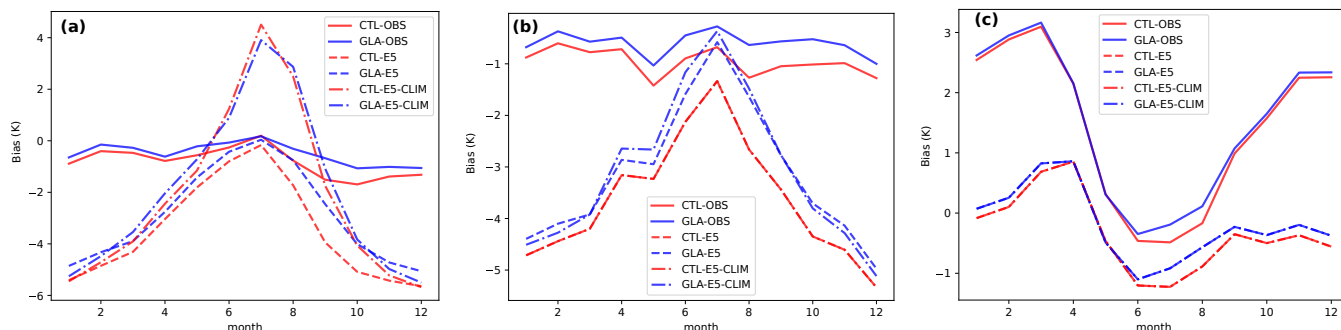 (a)
CTL-OBS
GLA-OBS
CTL-E5
GLA-E5
CTL-E5-CLIM
GLA-E5-CLIM
Bias (K)
4
2
0
−2
−4
−6
2 4 6 8 10 12
month
(b)
CTL-OBS
GLA-OBS
CTL-E5
GLA-E5
CTL-E5-CLIM
GLA-E5-CLIM
Bias (K)
−1
−2
−3
−4
−5
2 4 6 8 10 12
month
(c)
CTL-OBS
GLA-OBS
CTL-E5
GLA-E5
CTL-E5-CLIM
GLA-E5-CLIM
Bias (K)
3
2
1
0
−1
2 4 6 8 10 12
month